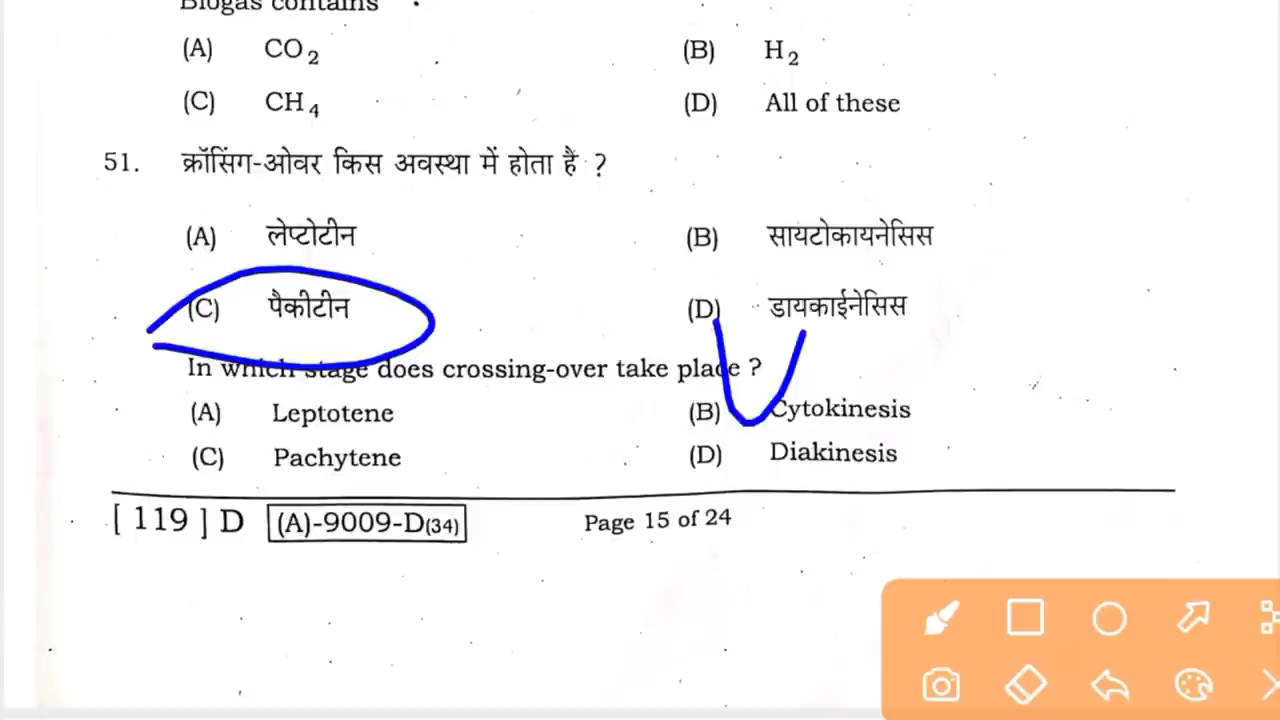 Biogas contains
(A) CO2 (B) H2
(C) CH4 (D) All of these
51. क्रॉसिंग-ओवर किस अवस्था में होता है ?
(A) लेप्टोटीन (B) सायटोकायनेसिस
(C) पैकीटीन (D) डायकाईनेसिस
In which stage does crossing-over take place ?
(A) Leptotene (B) Cytokinesis
(C) Pachytene (D) Diakinesis
[ 119 ] D (A)-9009-D(34) Page 15 of 24